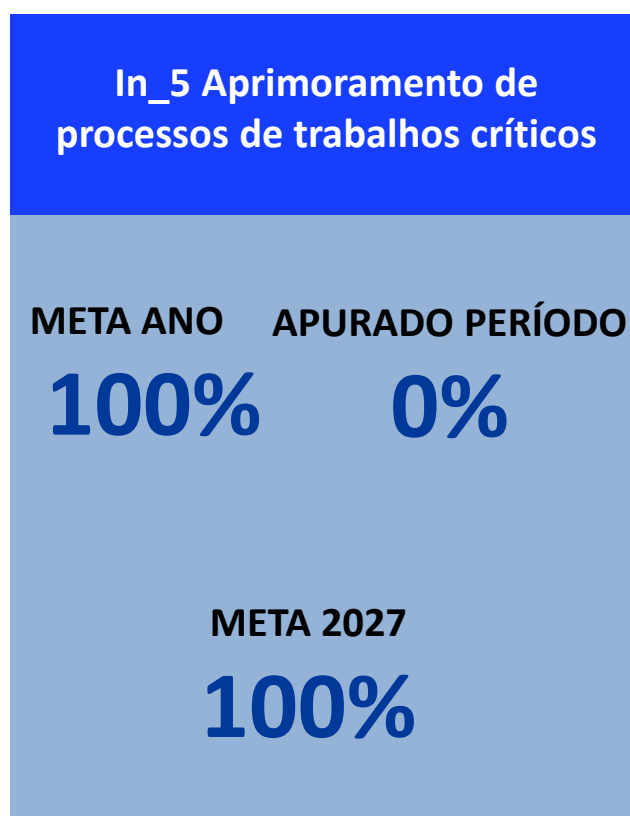 In_5 Aprimoramento de
processos de trabalhos críticos
META ANO
APURADO PERÍODO
100%
0%
META 2027
100%